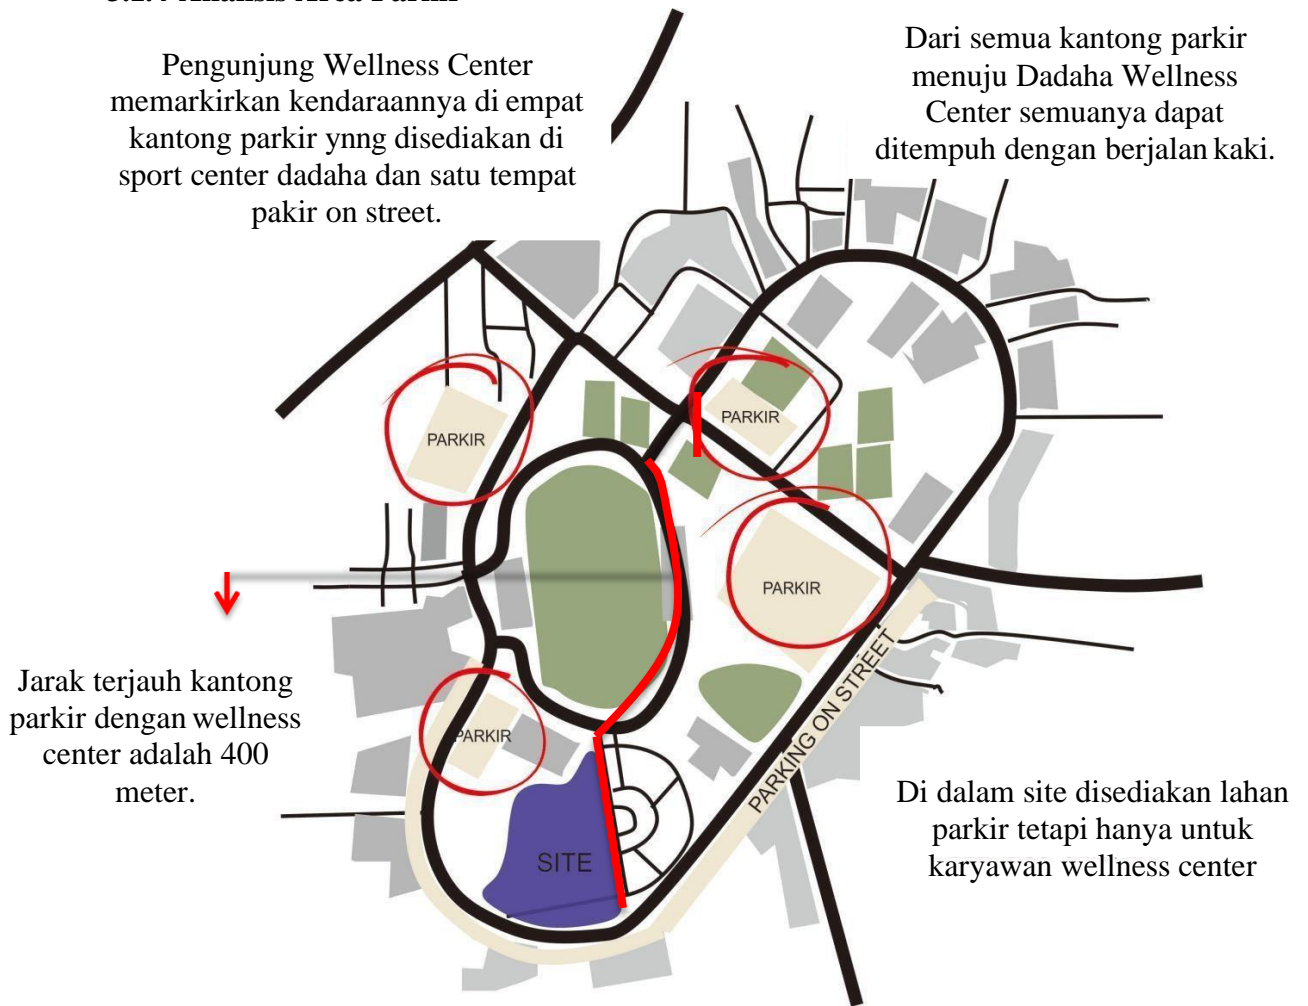 Pengunjung Wellness Center
memarkirkan kendaraannya di empat
kantong parkir ynng disediakan di
sport center dadaha dan satu tempat
pakir on street.
Dari semua kantong parkir
menuju Dadaha Wellness
Center semuanya dapat
ditempuh dengan berjalan kaki.
PARKIR
PARKIR
PARKIR
PARKING ON STREET
Jarak terjauh kantong
parkir dengan wellness
center adalah 400
meter.
PARKIR
SITE
Di dalam site disediakan lahan
parkir tetapi hanya untuk
karyawan wellness center